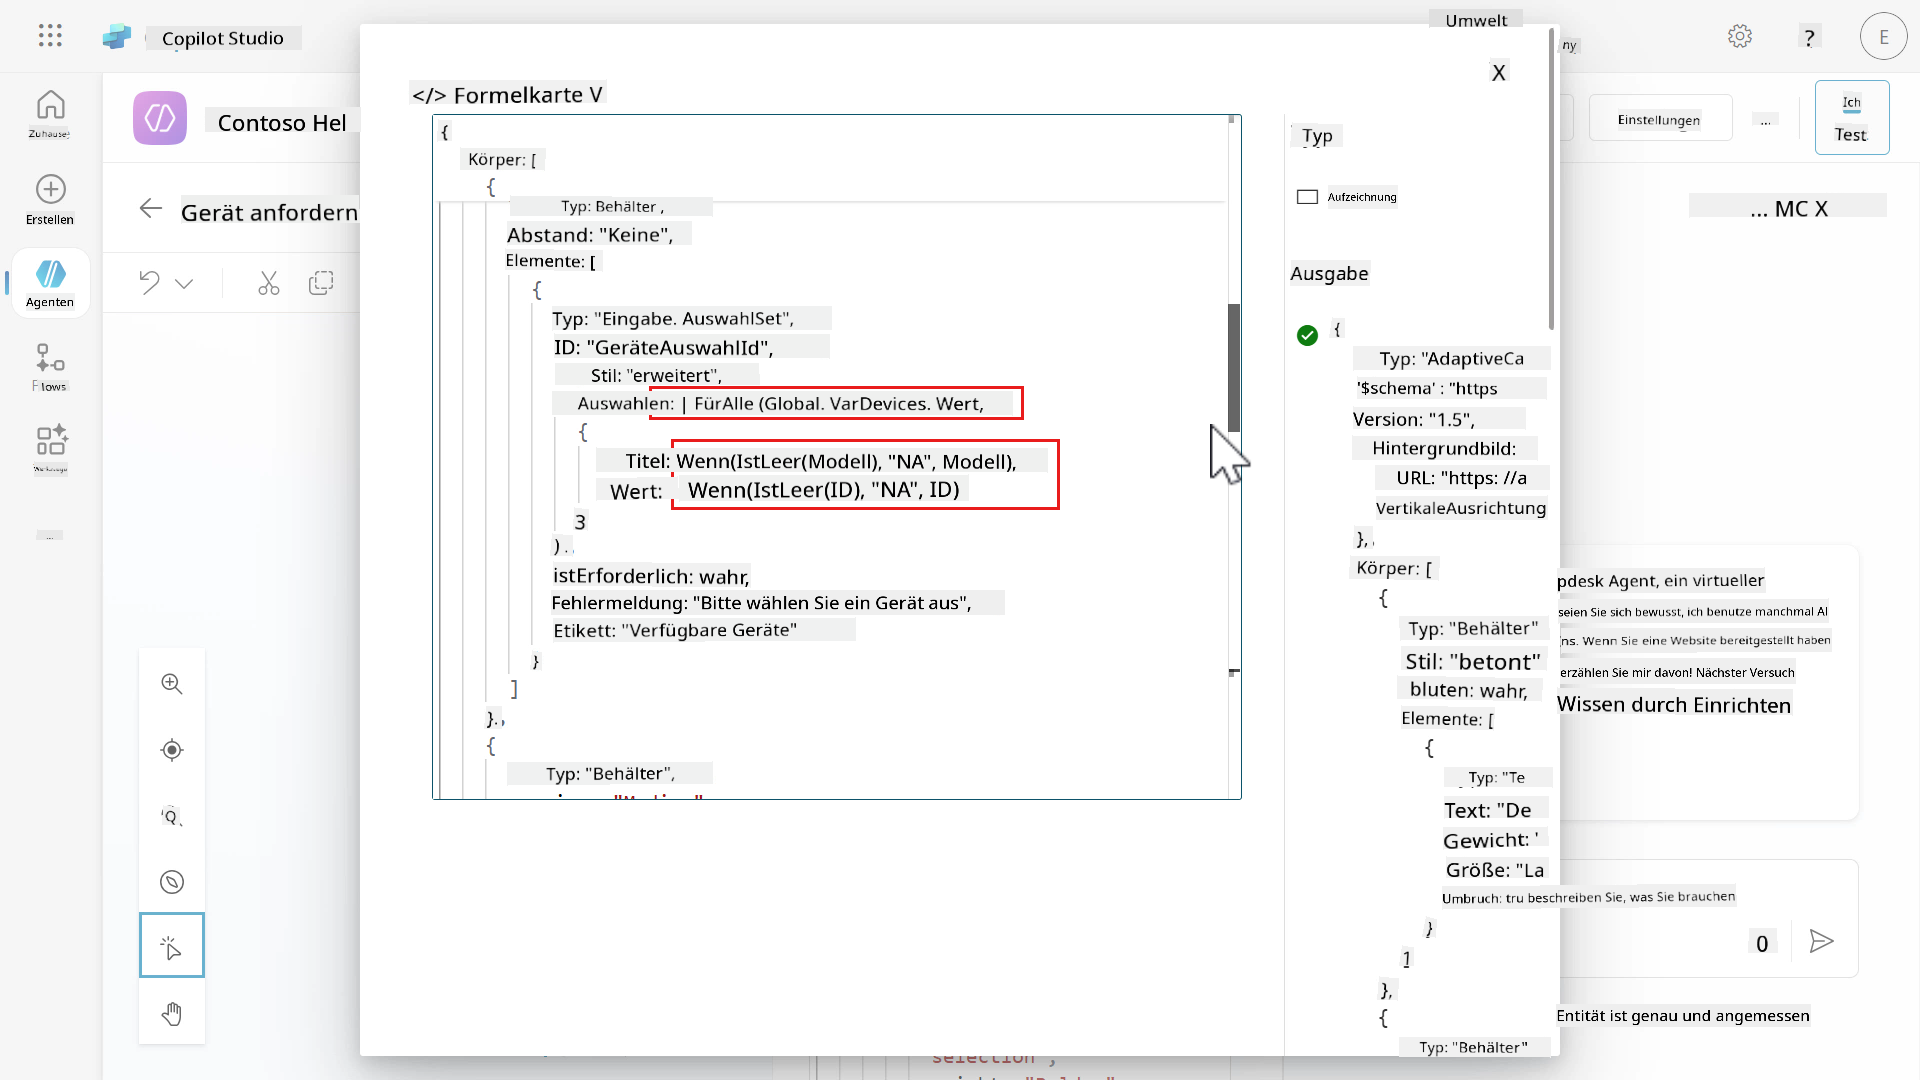 Copilot Studio
Umwelt
ny
?
E
Zuhause
Erstellen
Agenten
Flows
...
Contoso Hel
Einstellungen
...
Ich
Test
Gerät anfordern
... MC X
X
</> Formelkarte V
{
Körper: [
{
Typ: Behälter ,
Abstand: "Keine",
Elemente: [
{
Typ: "Eingabe. AuswahlSet",
ID: "GeräteAuswahlId",
Stil: "erweitert",
Auswahlen: | FürAlle (Global. VarDevices. Wert,
{
Titel: Wenn(IstLeer(Modell), "NA", Modell),
Wert: Wenn(IstLeer(ID), "NA", ID)
3
).
istErforderlich: wahr,
Fehlermeldung: "Bitte wählen Sie ein Gerät aus",
Etikett: "Verfügbare Geräte"
}
]
}.,
{
Typ: "Behälter",
Typ
Aufzeichnung
Ausgabe
{
Typ: "AdaptiveCa
'$schema' : "https
Version: "1.5",
Hintergrundbild:
URL: "https: //a
VertikaleAusrichtung
},
Körper: [
{
Typ: "Behälter"
Stil: "betont"
bluten: wahr,
Elemente: [
{
Typ: "Te
Text: "De
Gewicht: '
Größe: "La
Umbruch: tru beschreiben Sie, was Sie brauchen
}
1
},
{
Typ: "Behälter"
pdesk Agent, ein virtueller
seien Sie sich bewusst, ich benutze manchmal AI
ns. Wenn Sie eine Website bereitgestellt haben
erzählen Sie mir davon! Nächster Versuch
Wissen durch Einrichten
0
Entität ist genau und angemessen
selection",